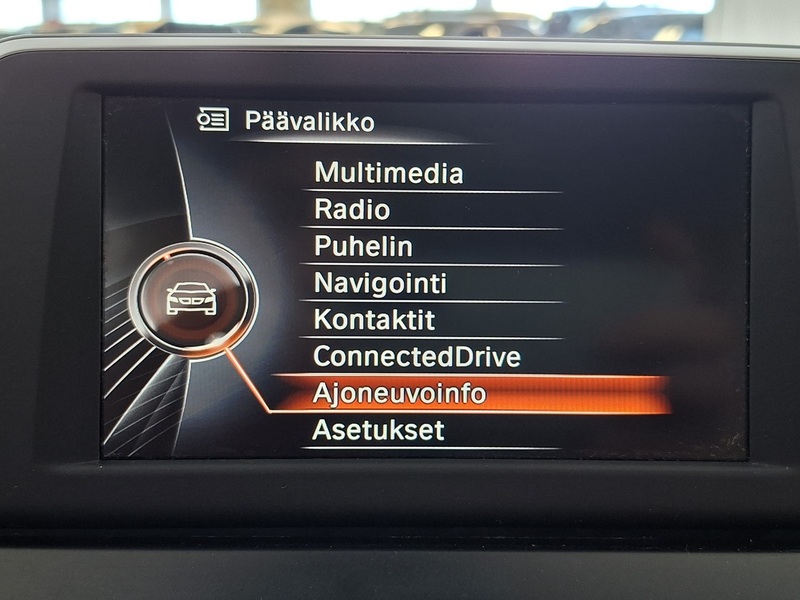 Päävalikko
Multimedia
Radio
Puhelin
Navigointi
Kontaktit
ConnectedDrive
Ajoneuvoinfo
Asetukset